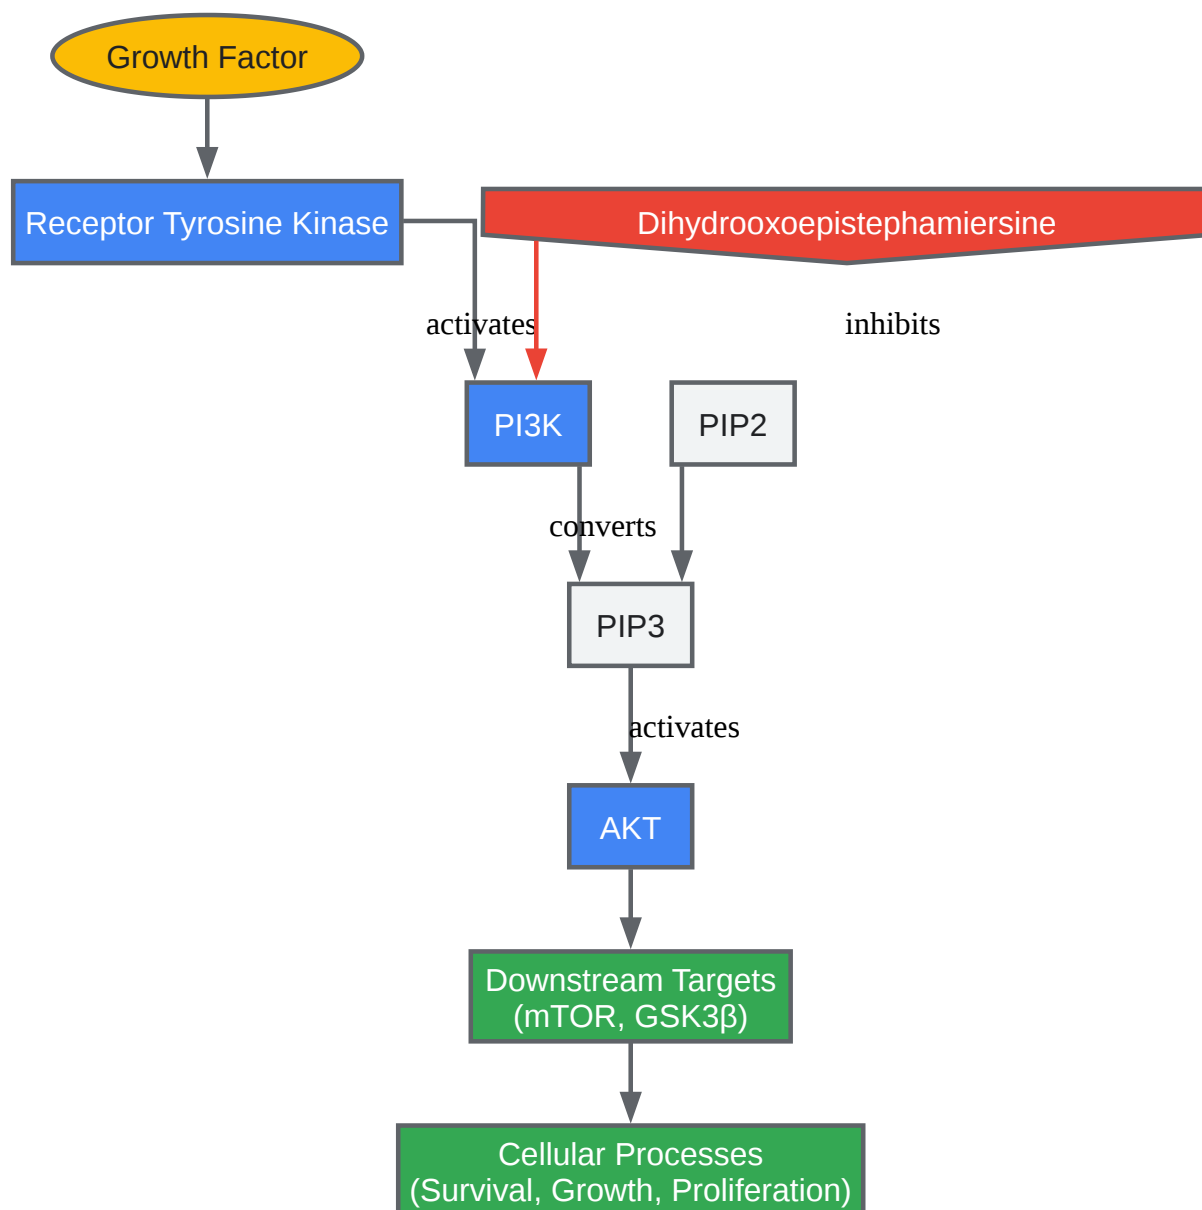 Growth Factor
Receptor Tyrosine Kinase
Dihydrooxoepistephamiersine
activates
inhibits
PI3K
PIP2
converts
PIP3
activates
AKT
Downstream Targets
(mTOR, GSK3β)
Cellular Processes
(Survival, Growth, Proliferation)